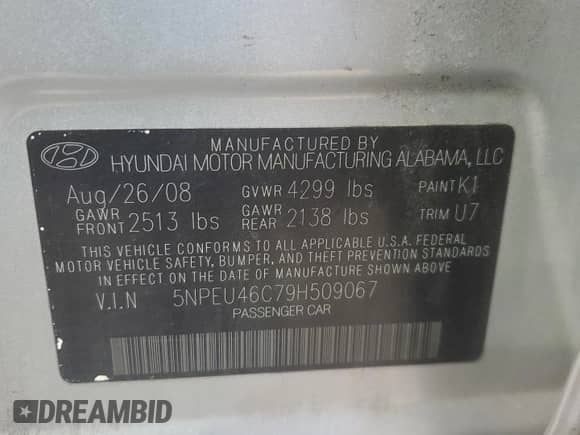 MANUFACTURED BY
HYUNDAI MOTOR MANUFACTURING ALABAMA, LLC
Aug/26/08 GVWR 4299 lbs PAINT K1
GAWR FRONT 2513 lbs GAWR REAR 2138 lbs TRIM U7
THIS VEHICLE CONFORMS TO ALL APPLICABLE U.S.A. FEDERAL
MOTOR VEHICLE SAFETY, BUMPER, AND THEFT PREVENTION STANDARDS
IN EFFECT ON THE DATE OF MANUFACTURE SHOWN ABOVE
V.I.N 5NPEU46C79H509067
PASSENGER CAR
DREAMBID